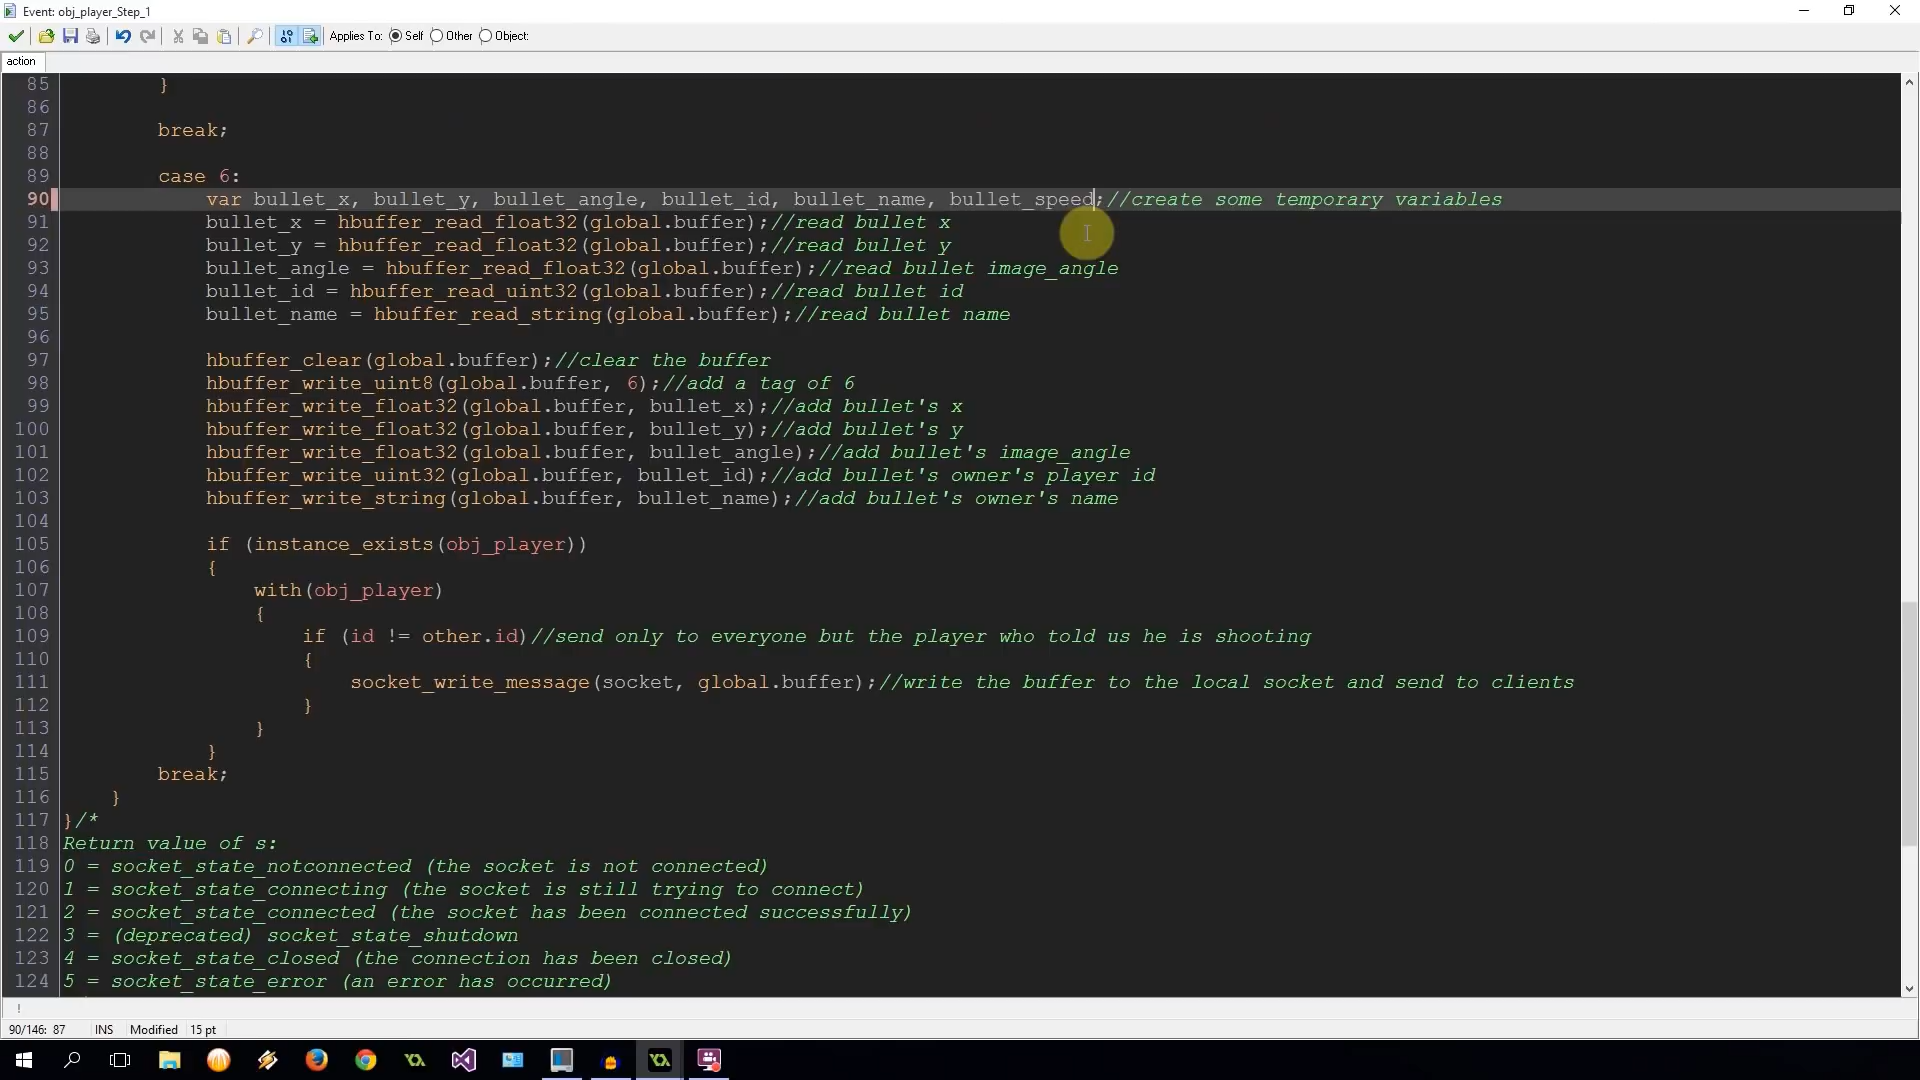 Event: obj_player_Step_1
Applies To: Self Other Object:
action
85 }
86
87 break;
88
89 case 6:
90 var bullet_x, bullet_y, bullet_angle, bullet_id, bullet_name, bullet_speed;//create some temporary variables
91 bullet_x = hbuffer_read_float32(global.buffer);//read bullet x
92 bullet_y = hbuffer_read_float32(global.buffer);//read bullet y
93 bullet_angle = hbuffer_read_float32(global.buffer);//read bullet image_angle
94 bullet_id = hbuffer_read_uint32(global.buffer);//read bullet id
95 bullet_name = hbuffer_read_string(global.buffer);//read bullet name
96
97 hbuffer_clear(global.buffer);//clear the buffer
98 hbuffer_write_uint8(global.buffer, 6);//add a tag of 6
99 hbuffer_write_float32(global.buffer, bullet_x);//add bullet's x
100 hbuffer_write_float32(global.buffer, bullet_y);//add bullet's y
101 hbuffer_write_float32(global.buffer, bullet_angle);//add bullet's image_angle
102 hbuffer_write_uint32(global.buffer, bullet_id);//add bullet's owner's player id
103 hbuffer_write_string(global.buffer, bullet_name);//add bullet's owner's name
104
105 if (instance_exists(obj_player))
106 {
107 with(obj_player)
108 {
109 if (id != other.id)//send only to everyone but the player who told us he is shooting
110 {
111 socket_write_message(socket, global.buffer);//write the buffer to the local socket and send to clients
112 }
113 }
114 }
115 break;
116 }
117 }/*
118 Return value of s:
119 0 = socket_state_notconnected (the socket is not connected)
120 1 = socket_state_connecting (the socket is still trying to connect)
121 2 = socket_state_connected (the socket has been connected successfully)
122 3 = (deprecated) socket_state_shutdown
123 4 = socket_state_closed (the connection has been closed)
124 5 = socket_state_error (an error has occurred)
90/146: 87 INS Modified 15 pt